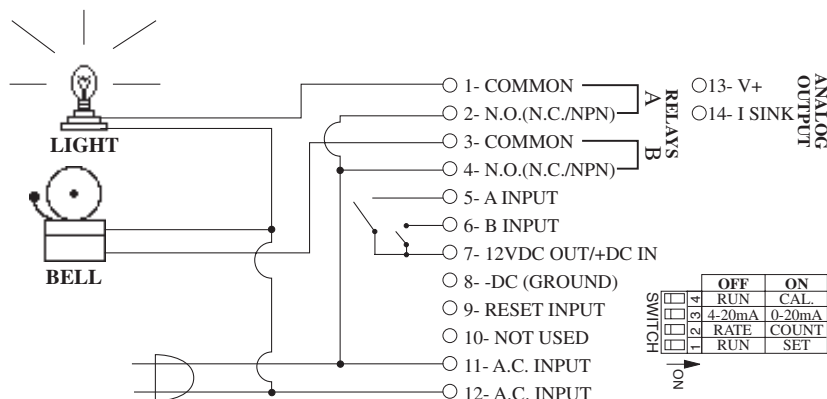 LIGHT
BELL
1- COMMON
2- N.O.(N.C./NPN)
3- COMMON
4- N.O.(N.C./NPN)
5- A INPUT
6- B INPUT
7- 12VDC OUT/+DC IN
8- -DC (GROUND)
9- RESET INPUT
10- NOT USED
11- A.C. INPUT
12- A.C. INPUT
A
B
RELAYS
13- V+
14- I SINK
ANALOG
OUTPUT
OFF ON
4 RUN CAL.
3 4-20mA 0-20mA
2 RATE COUNT
1 RUN SET
SWITCH
ON